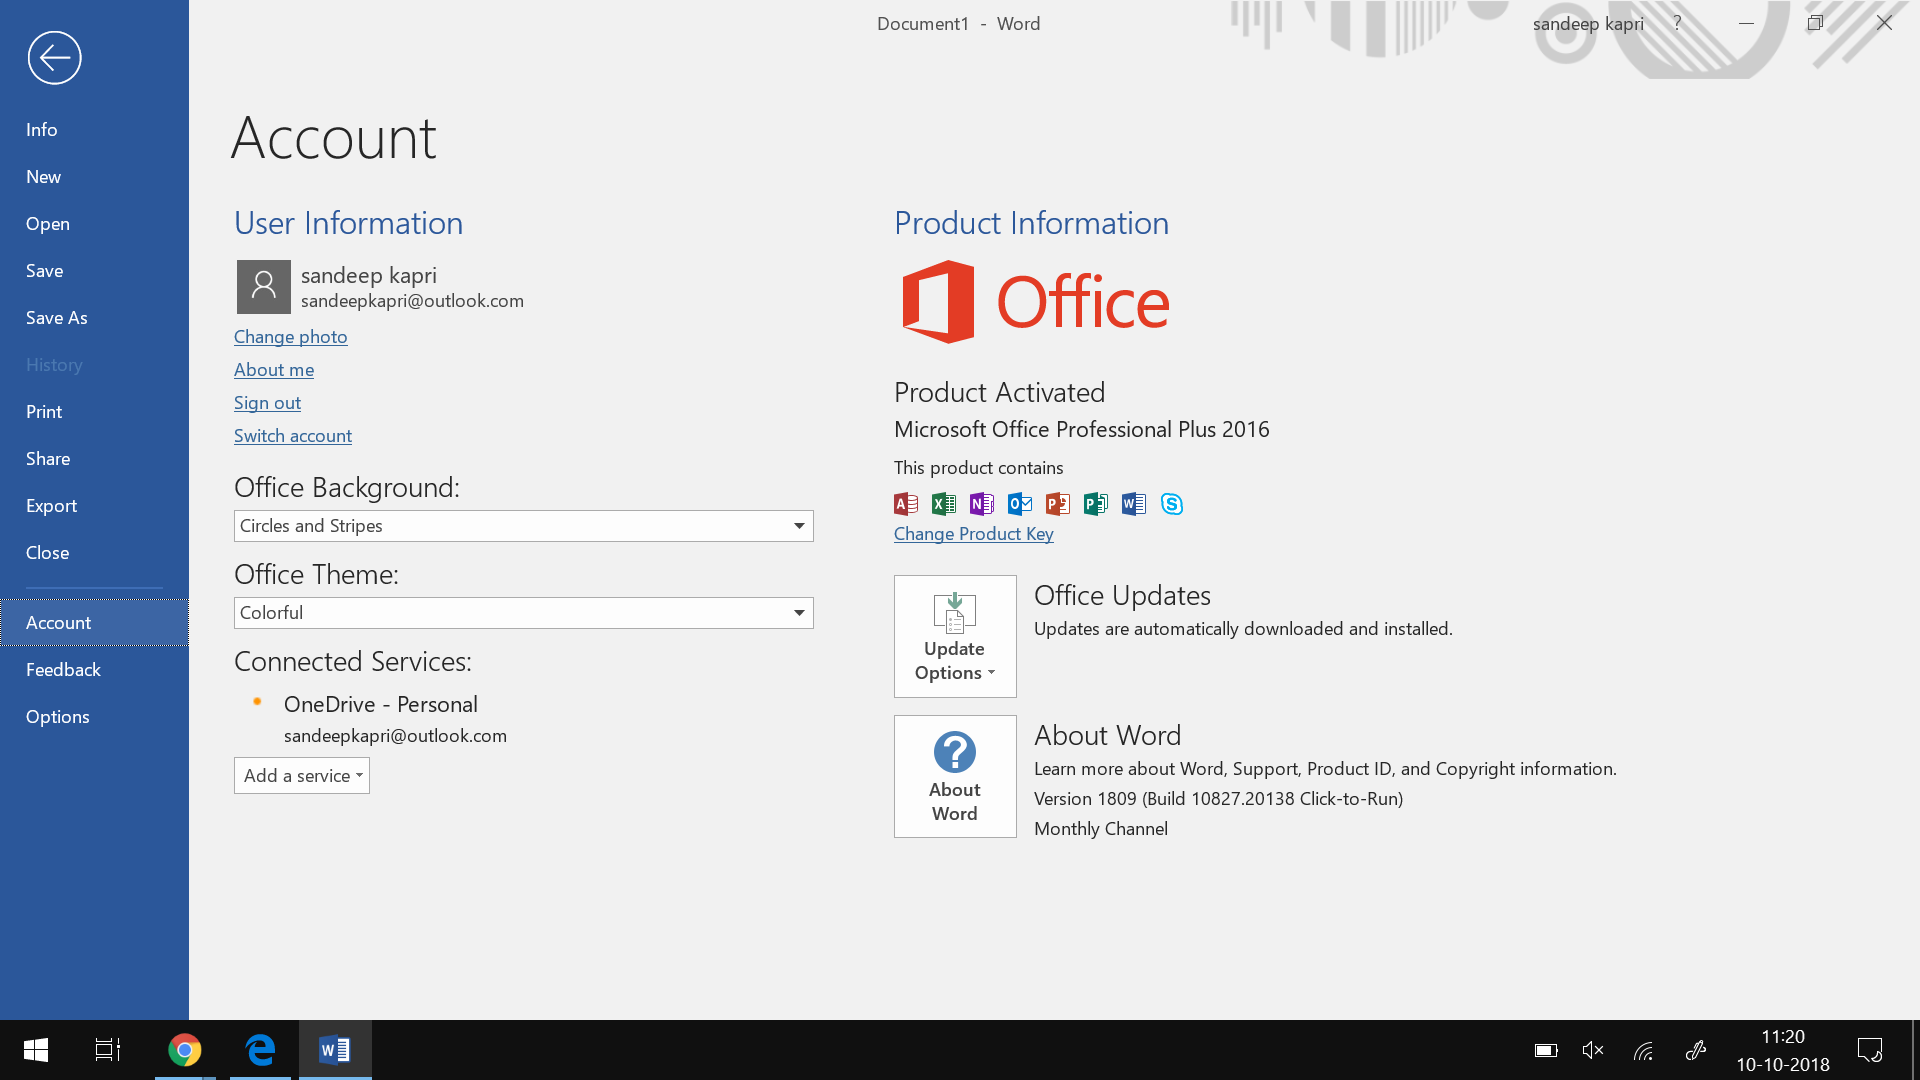 Document1 - Word
sandeep kapri ?
Info
New
Open
Save
Save As
History
Print
Share
Export
Close
Account
Feedback
Options
Account
User Information
sandeep kapri
sandeepkapri@outlook.com
Change photo
About me
Sign out
Switch account
Office Background:
Circles and Stripes
Office Theme:
Colorful
Connected Services:
OneDrive - Personal
sandeepkapri@outlook.com
Add a service
Product Information
Office
Product Activated
Microsoft Office Professional Plus 2016
This product contains
A X N O P P W S
Change Product Key
Update
Options
Office Updates
Updates are automatically downloaded and installed.
?
About
Word
About Word
Learn more about Word, Support, Product ID, and Copyright information.
Version 1809 (Build 10827.20138 Click-to-Run)
Monthly Channel
W
11:20
10-10-2018